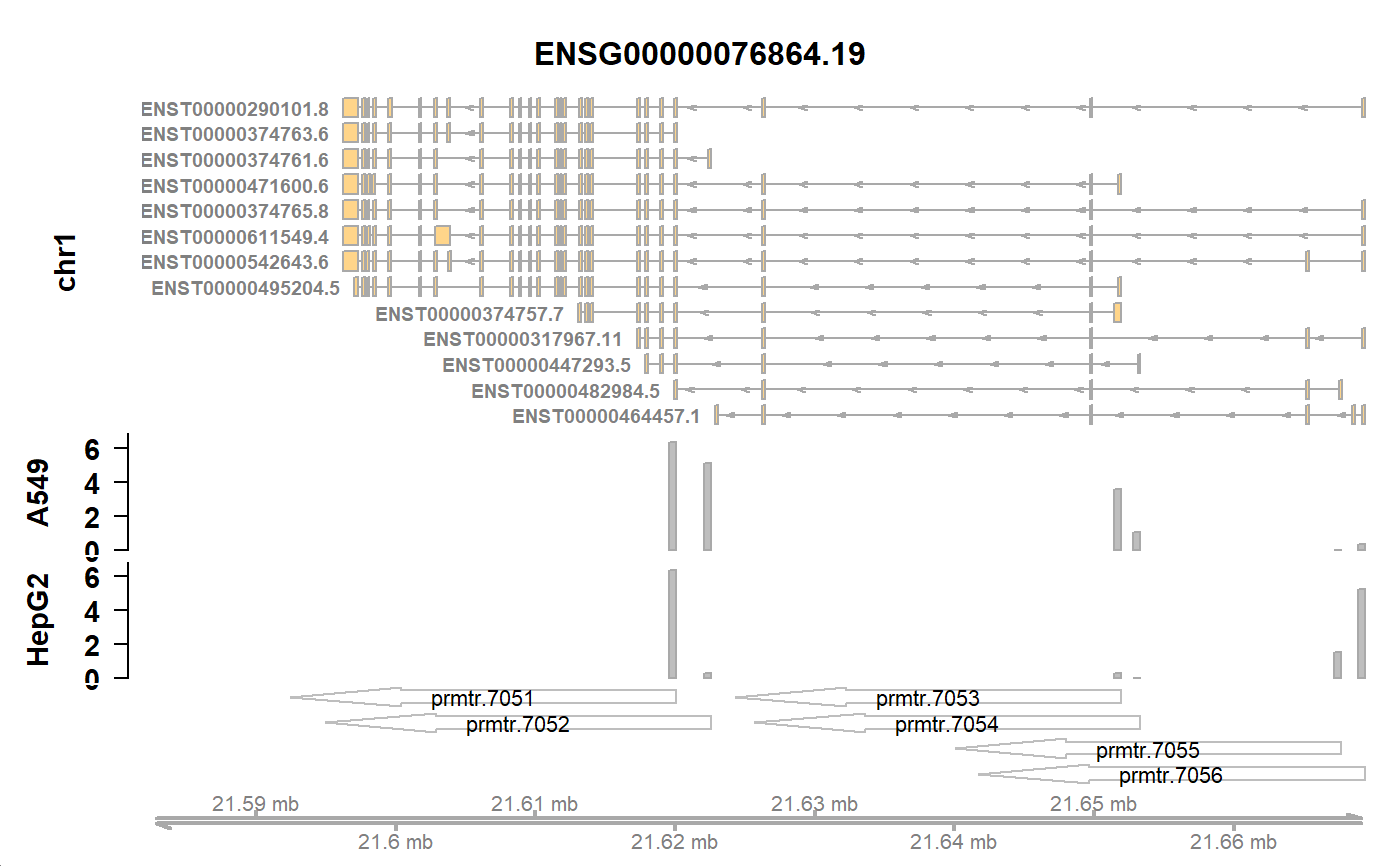 ENSG00000076864.19
chr1
ENST00000290101.8
ENST00000374763.6
ENST00000374761.6
ENST00000471600.6
ENST00000374765.8
ENST00000611549.4
ENST00000542643.6
ENST00000495204.5
ENST00000374757.7
ENST00000317967.11
ENST00000447293.5
ENST00000482984.5
ENST00000464457.1
A549
6
4
2
0
HepG2
6
4
2
0
prmtr.7051
prmtr.7053
prmtr.7052
prmtr.7054
prmtr.7055
prmtr.7056
21.59 mb
21.61 mb
21.63 mb
21.65 mb
21.6 mb
21.62 mb
21.64 mb
21.66 mb